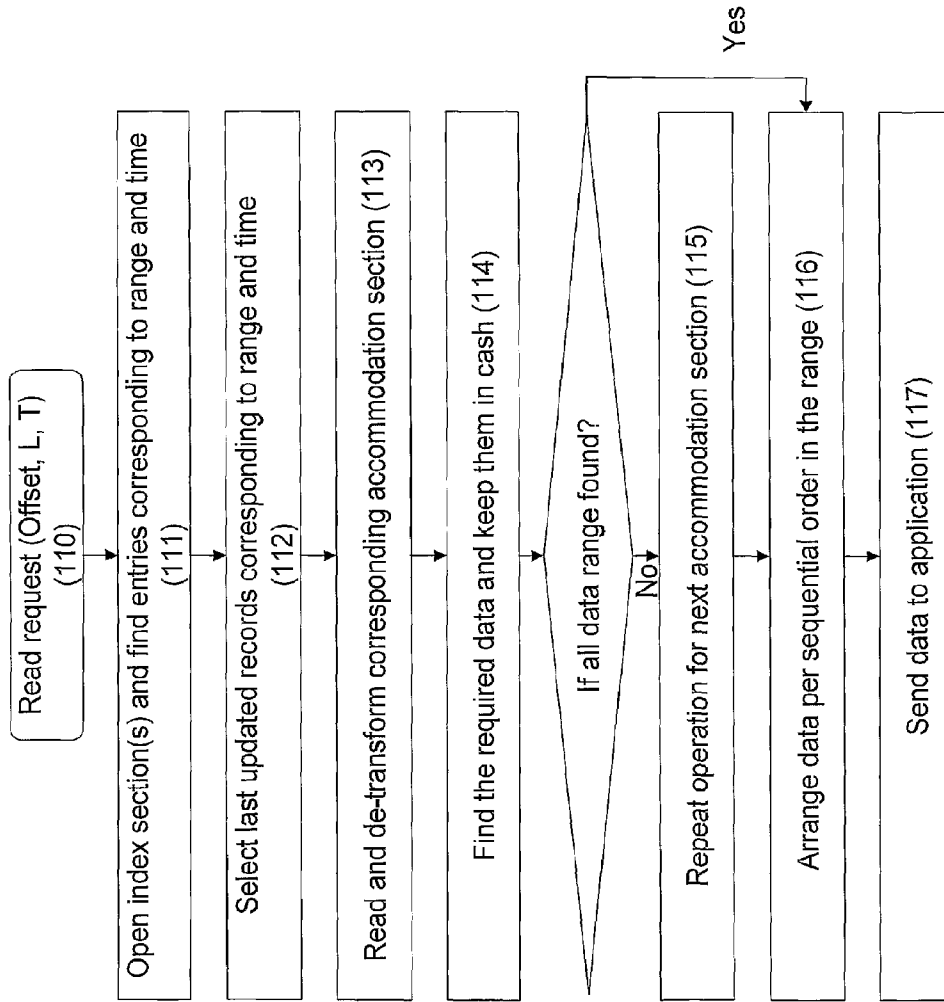 Read request (Offset, L, T)
(110)
Open index section(s) and find entries corresponding to range and time
(111)
Select last updated records corresponding to range and time
(112)
Read and de-transform corresponding accommodation section (113)
Find the required data and keep them in cash (114)
If all data range found?
Yes
No
Repeat operation for next accommodation section (115)
Arrange data per sequential order in the range (116)
Send data to application (117)